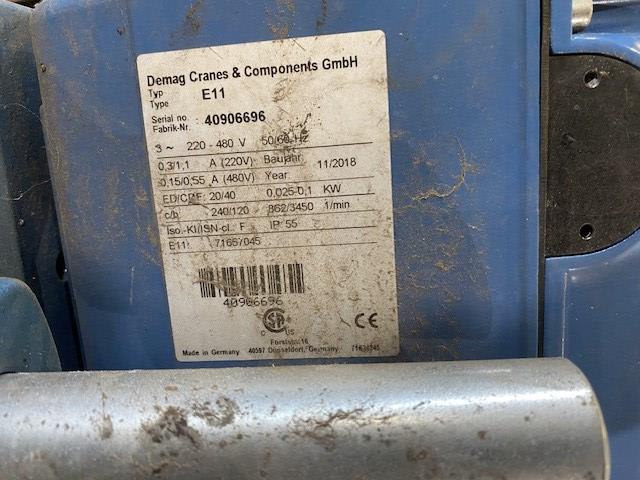 Demag Cranes & Components GmbH
Typ
Type E11
Serial no.
Fabrik-Nr. : 40906696
3 ~ 220 - 480 V 50/60 Hz
0,3/1,1 A (220V) Baujahr 11/2018
0,15/0,55 A (480V) Year
ED/CDF: 20/40 0,025-0,1 KW
c/h 240/120 862/3450 1/min
Iso.-Kl/ISN-cl. F IP 55
E11: 71657045
40906696
C US
CE
Made in Germany 40597 Düsseldorf, Germany